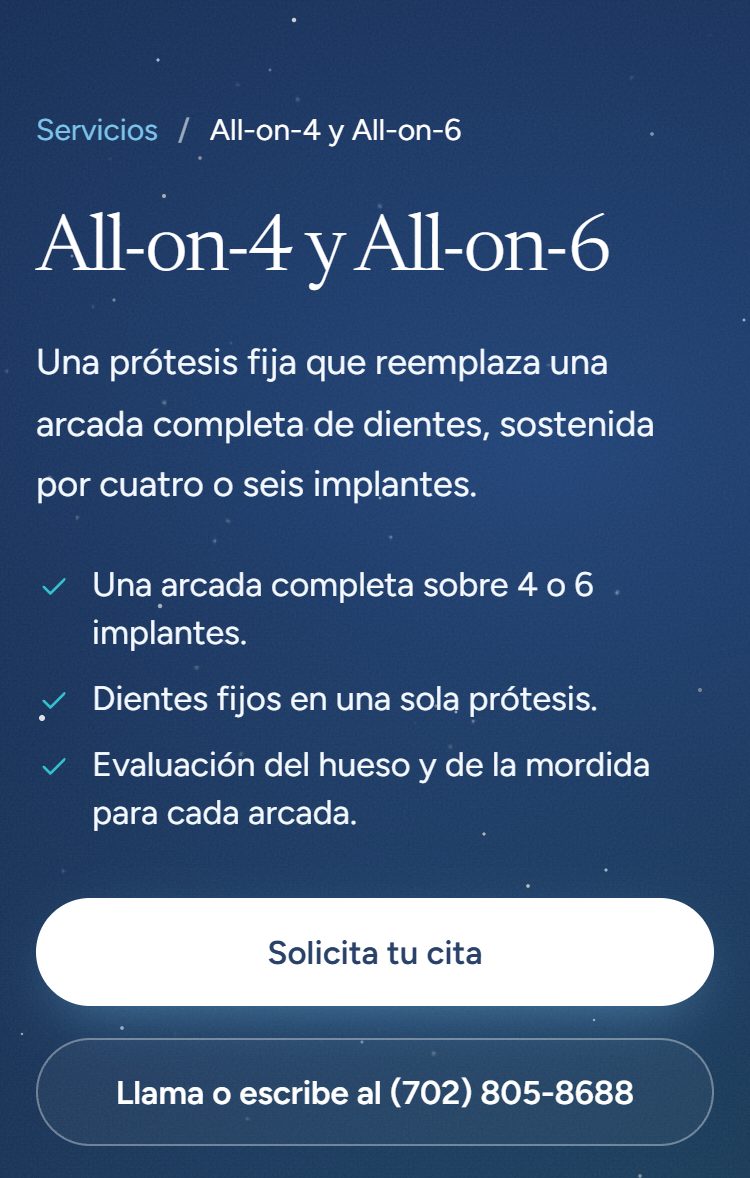 Servicios / All-on-4 y All-on-6
All-on-4 y All-on-6
Una prótesis fija que reemplaza una
arcada completa de dientes, sostenida
por cuatro o seis implantes.
Una arcada completa sobre 4 o 6
implantes.
Dientes fijos en una sola prótesis.
Evaluación del hueso y de la mordida
para cada arcada.
Solicita tu cita
Llama o escribe al (702) 805-8688